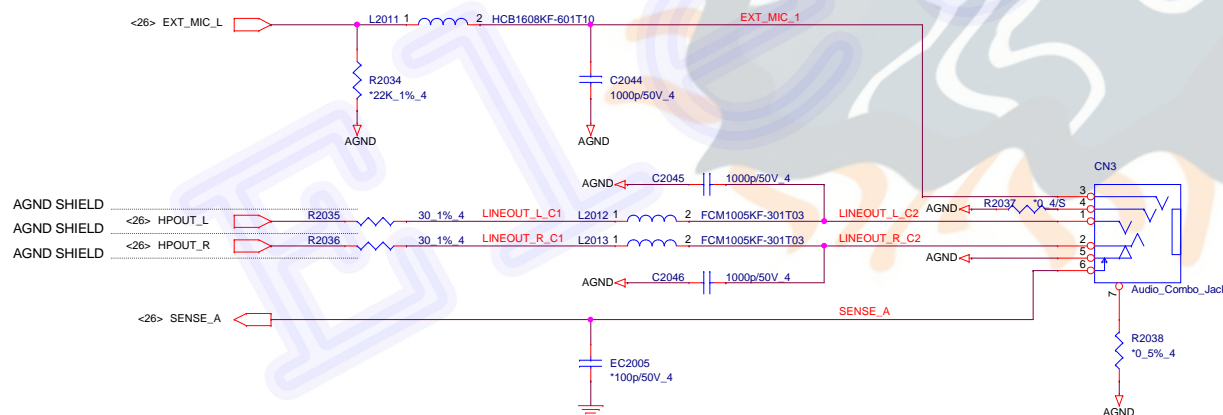 <26> EXT_MIC_L
L2011 1 2 HCB1608KF-601T10
EXT_MIC_1
R2034
*22K_1%_4
AGND
C2044
1000p/50V_4
AGND
CN3
AGND C2045 1000p/50V_4
AGND SHIELD
<26> HPOUT_L R2035 30_1%_4 LINEOUT_L_C1 L2012 1 2 FCM1005KF-301T03 LINEOUT_L_C2
AGND R2037 *0_4/S
3
4
1
AGND SHIELD
<26> HPOUT_R R2036 30_1%_4 LINEOUT_R_C1 L2013 1 2 FCM1005KF-301T03 LINEOUT_R_C2
2
AGND SHIELD
AGND
5
6
AGND C2046 1000p/50V_4
7 Audio_Combo_Jack
<26> SENSE_A
SENSE_A
EC2005
*100p/50V_4
R2038
*0_5%_4
AGND
ELC